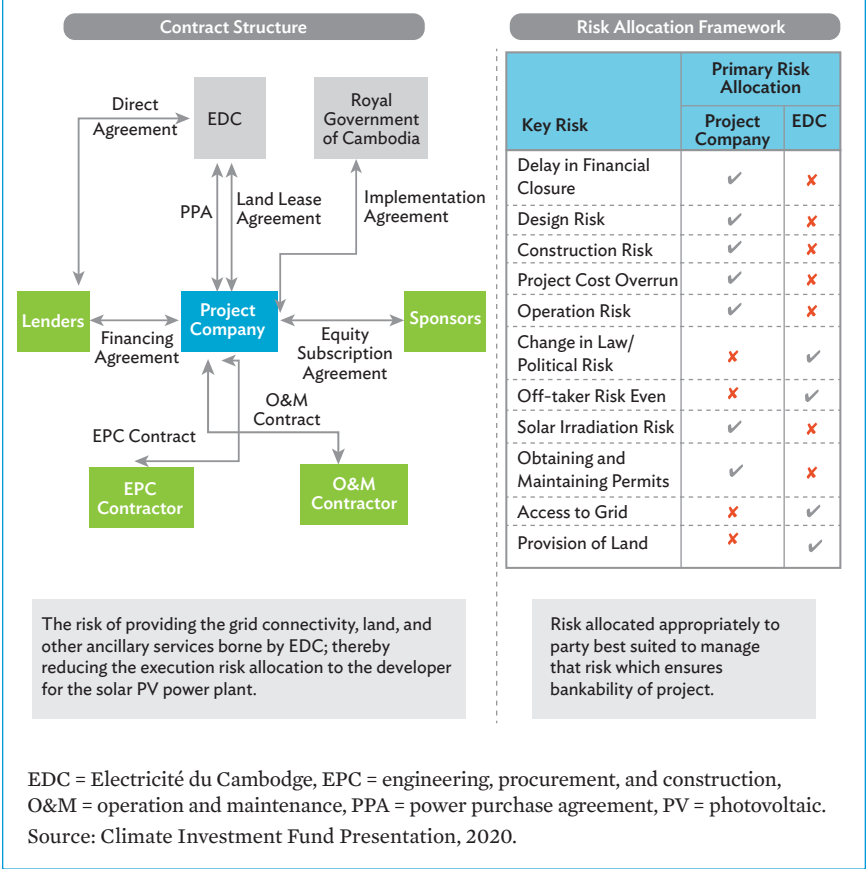 Contract Structure
Direct
Agreement
EDC
Royal
Government
of Cambodia
PPA
Land Lease
Agreement
Implementation
Agreement
Lenders
Project
Company
Sponsors
Financing
Agreement
Equity
Subscription
Agreement
O&M
Contract
EPC Contract
EPC
Contractor
O&M
Contractor
The risk of providing the grid connectivity, land, and
other ancillary services borne by EDC; thereby
reducing the execution risk allocation to the developer
for the solar PV power plant.
Risk Allocation Framework
Key Risk
Primary Risk
Allocation
Project
Company
EDC
Delay in Financial
Closure ✓ ✗
Design Risk ✓ ✗
Construction Risk ✓ ✗
Project Cost Overrun ✓ ✗
Operation Risk ✓ ✗
Change in Law/
Political Risk ✗ ✓
Off-taker Risk Even ✗ ✓
Solar Irradiation Risk ✓ ✗
Obtaining and
Maintaining Permits ✓ ✗
Access to Grid ✗ ✓
Provision of Land ✗ ✓
Risk allocated appropriately to
party best suited to manage
that risk which ensures
bankability of project.
EDC = Electricité du Cambodge, EPC = engineering, procurement, and construction,
O&M = operation and maintenance, PPA = power purchase agreement, PV = photovoltaic.
Source: Climate Investment Fund Presentation, 2020.